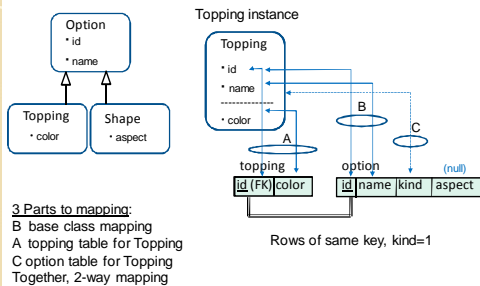 Topping instance
Option
• id
• name
Topping
• color
Shape
• aspect
Topping
• id
• name
• color
A
B
C
topping
id (FK) color
option
(null)
id name kind aspect
Rows of same key, kind=1
3 Parts to mapping:
B base class mapping
A topping table for Topping
C option table for Topping
Together, 2-way mapping